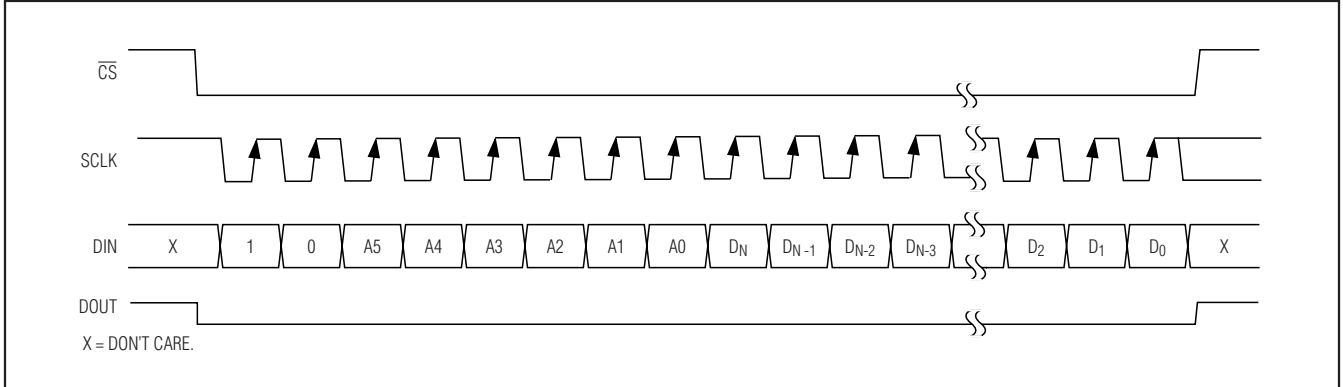 C̅S̅
SCLK
DIN X 1 0 A5 A4 A3 A2 A1 A0 DN DN-1 DN-2 DN-3 D2 D1 D0 X
DOUT
X = DON'T CARE.